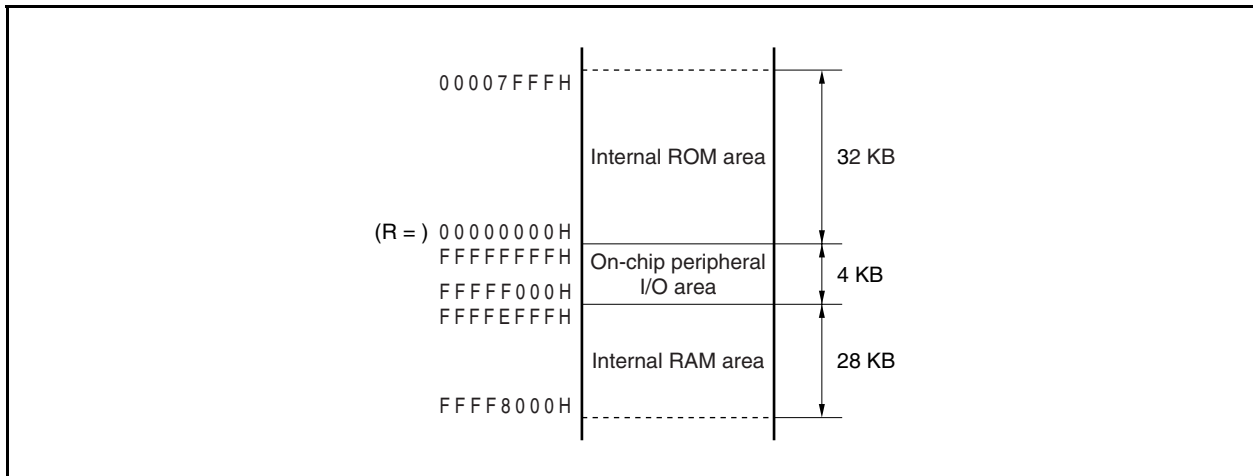 00007FFFH
Internal ROM area
32 KB
(R = ) 00000000H
FFFFFFFFH
On-chip peripheral
I/O area
4 KB
FFFFF000H
FFFFEFFFH
Internal RAM area
28 KB
FFFF8000H